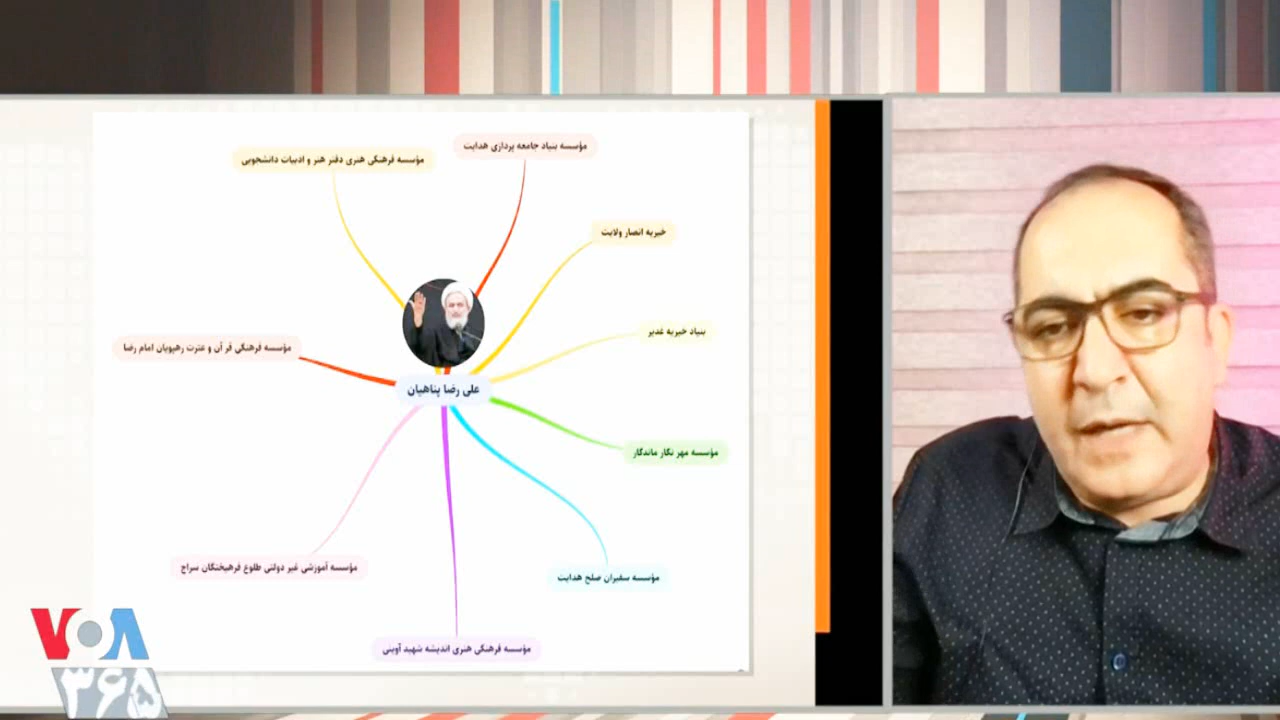 مؤسسه بنیاد جامعه پردازی هدایت
مؤسسه فرهنگی هنری دفتر هنر و ادبیات دانشجویی
خیریه انصار ولایت
بنیاد خیریه غدیر
مؤسسه فرهنگی قرآن و عترت رهپویان امام رضا
علی رضا پناهیان
مؤسسه مهر نگار ماندگار
مؤسسه آموزشی غیر دولتی طلوع فرهیختگان سراج
مؤسسه سفیران صلح هدایت
مؤسسه فرهنگی هنری اندیشه شهید آوینی
VOA
۳۶۵